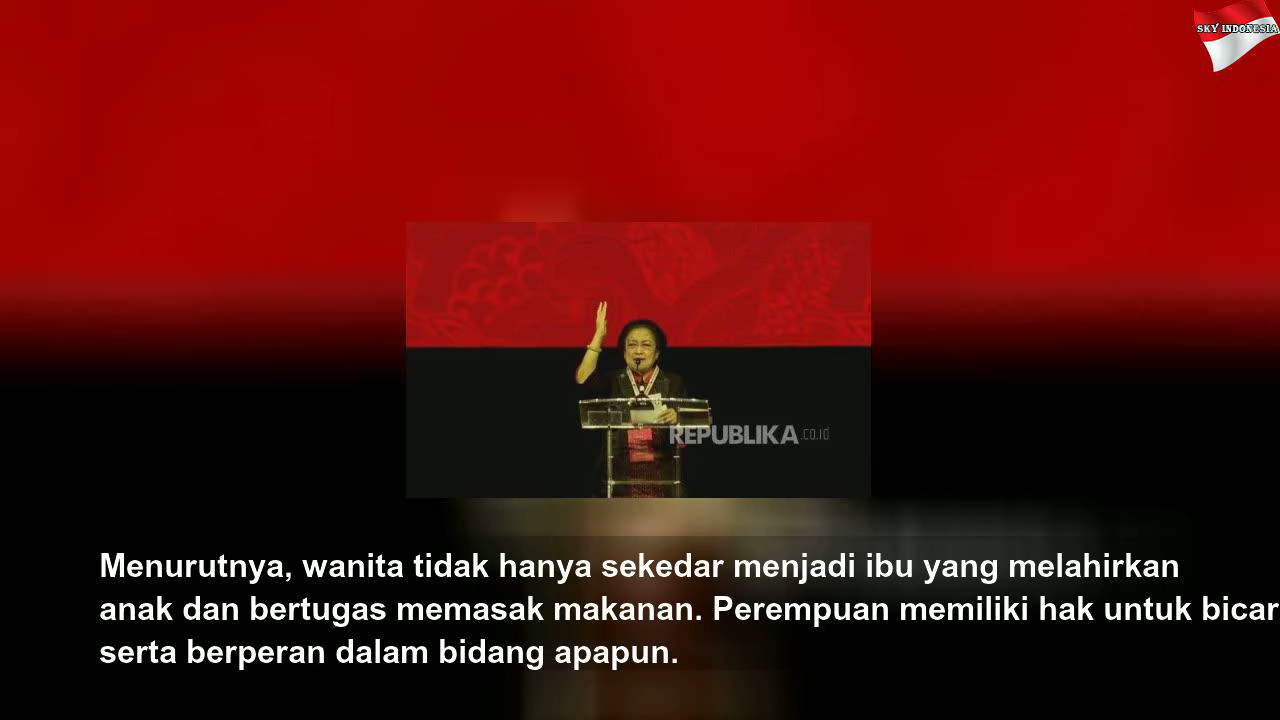 SKY INDONESIA
REPUBLIKA.CO.ID
Menurutnya, wanita tidak hanya sekedar menjadi ibu yang melahirkan
anak dan bertugas memasak makanan. Perempuan memiliki hak untuk bicar
serta berperan dalam bidang apapun.